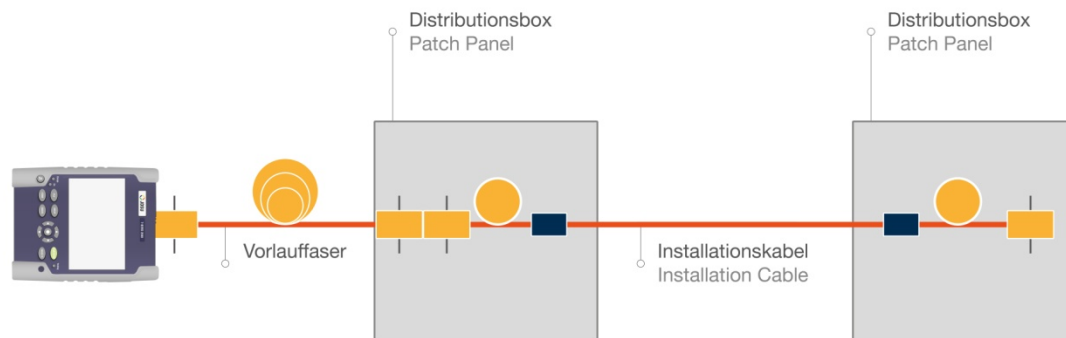 Distributionsbox
Patch Panel
Distributionsbox
Patch Panel
Vorlauffaser
Installationskabel
Installation Cable